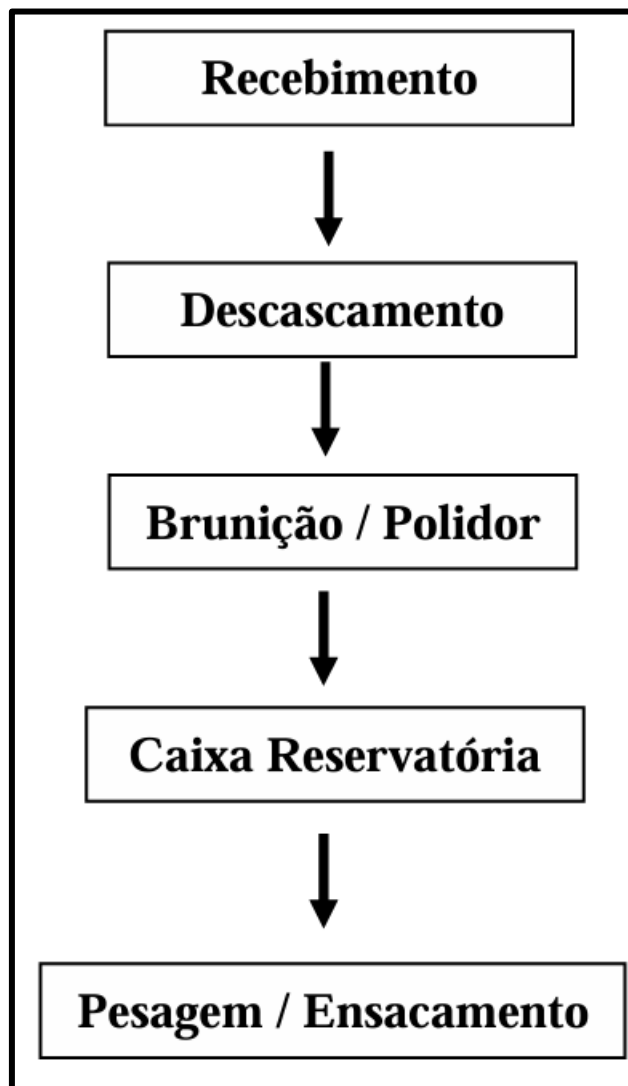 Recebimento
Descascamento
Brunição / Polidor
Caixa Reservatória
Pesagem / Ensacamento